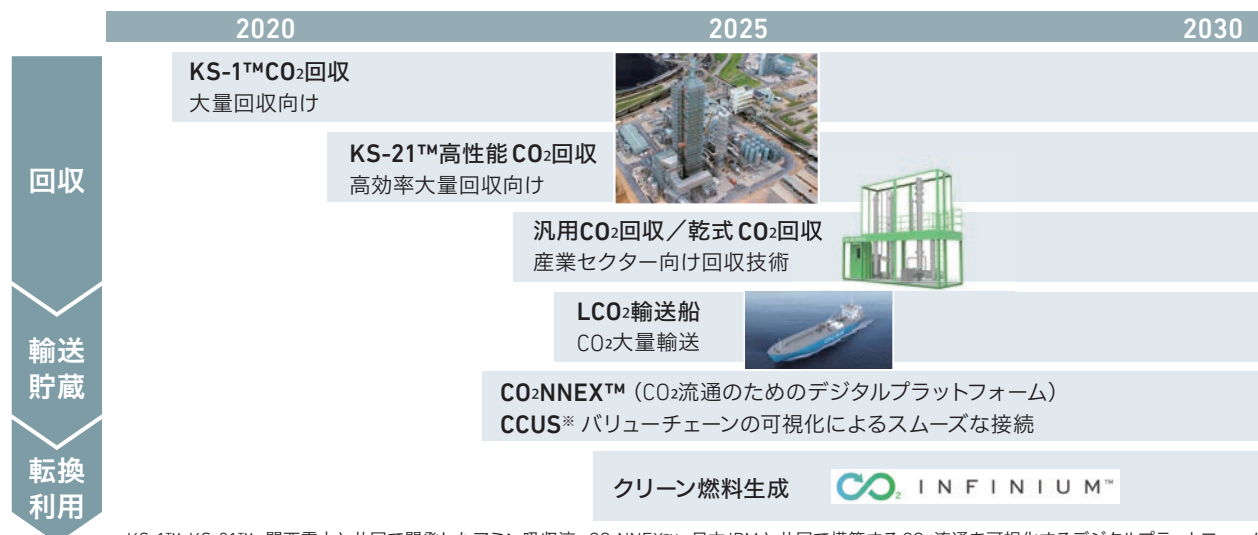 2020 2025 2030
回収
KS-1™CO₂回収
大量回収向け
KS-21™高性能 CO₂回収
高効率大量回収向け
汎用CO₂回収／乾式 CO₂回収
産業セクター向け回収技術
輸送
貯蔵
LCO₂輸送船
CO₂大量輸送
CO₂NNEX™（CO₂流通のためのデジタルプラットフォーム）
CCUS※ バリューチェーンの可視化によるスムーズな接続
転換
利用
クリーン燃料生成 CO₂ INFINIUM™